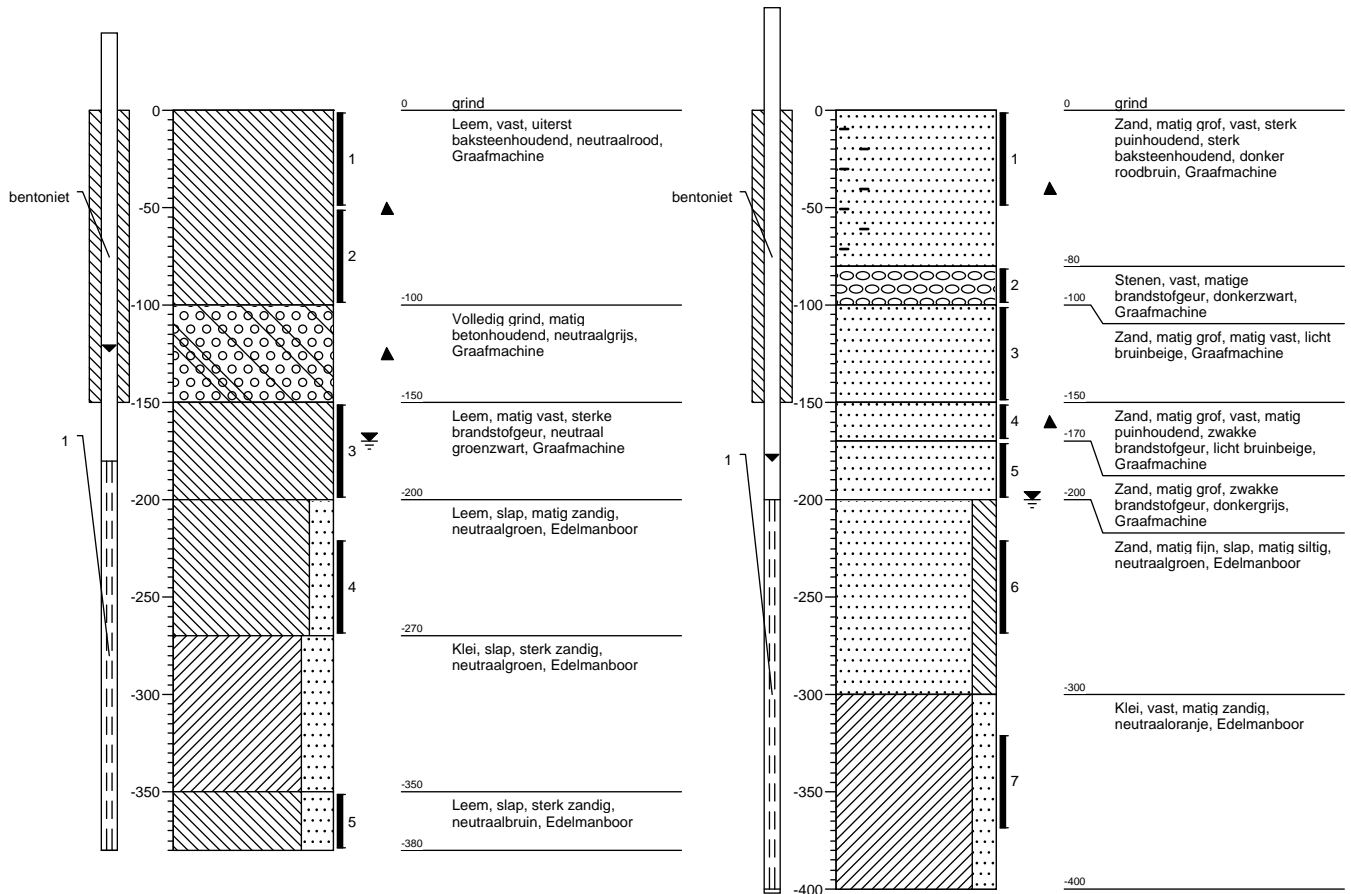 0 grind
Leem, vast, uiterst
baksteenhoudend, neutraalrood,
Graafmachine
-100
Volledig grind, matig
betonhoudend, neutraalgrijs,
Graafmachine
-150
Leem, matig vast, sterke
brandstofgeur, neutraal
groenzwart, Graafmachine
-200
Leem, slap, matig zandig,
neutraalgroen, Edelmanboor
-270
Klei, slap, sterk zandig,
neutraalgroen, Edelmanboor
-350
Leem, slap, sterk zandig,
neutraalbruin, Edelmanboor
-380
bentoniet
1
0
-50
-100
-150
-200
-250
-300
-350
1
2
3
4
5
0 grind
Zand, matig grof, vast, sterk
puinhoudend, sterk
baksteenhoudend, donker
roodbruin, Graafmachine
-80
Stenen, vast, matige
brandstofgeur, donkerzwart,
Graafmachine
-100
Zand, matig grof, matig vast, licht
bruinbeige, Graafmachine
-150
Zand, matig grof, vast, matig
puinhoudend, zwakke
brandstofgeur, licht bruinbeige,
Graafmachine
-170
Zand, matig grof, zwakke
brandstofgeur, donkergrijs,
Graafmachine
-200
Zand, matig fijn, slap, matig siltig,
neutraalgroen, Edelmanboor
-300
Klei, vast, matig zandig,
neutraaloranje, Edelmanboor
-400
bentoniet
1
0
-50
-100
-150
-200
-250
-300
-350
-400
1
2
3
4
5
6
7